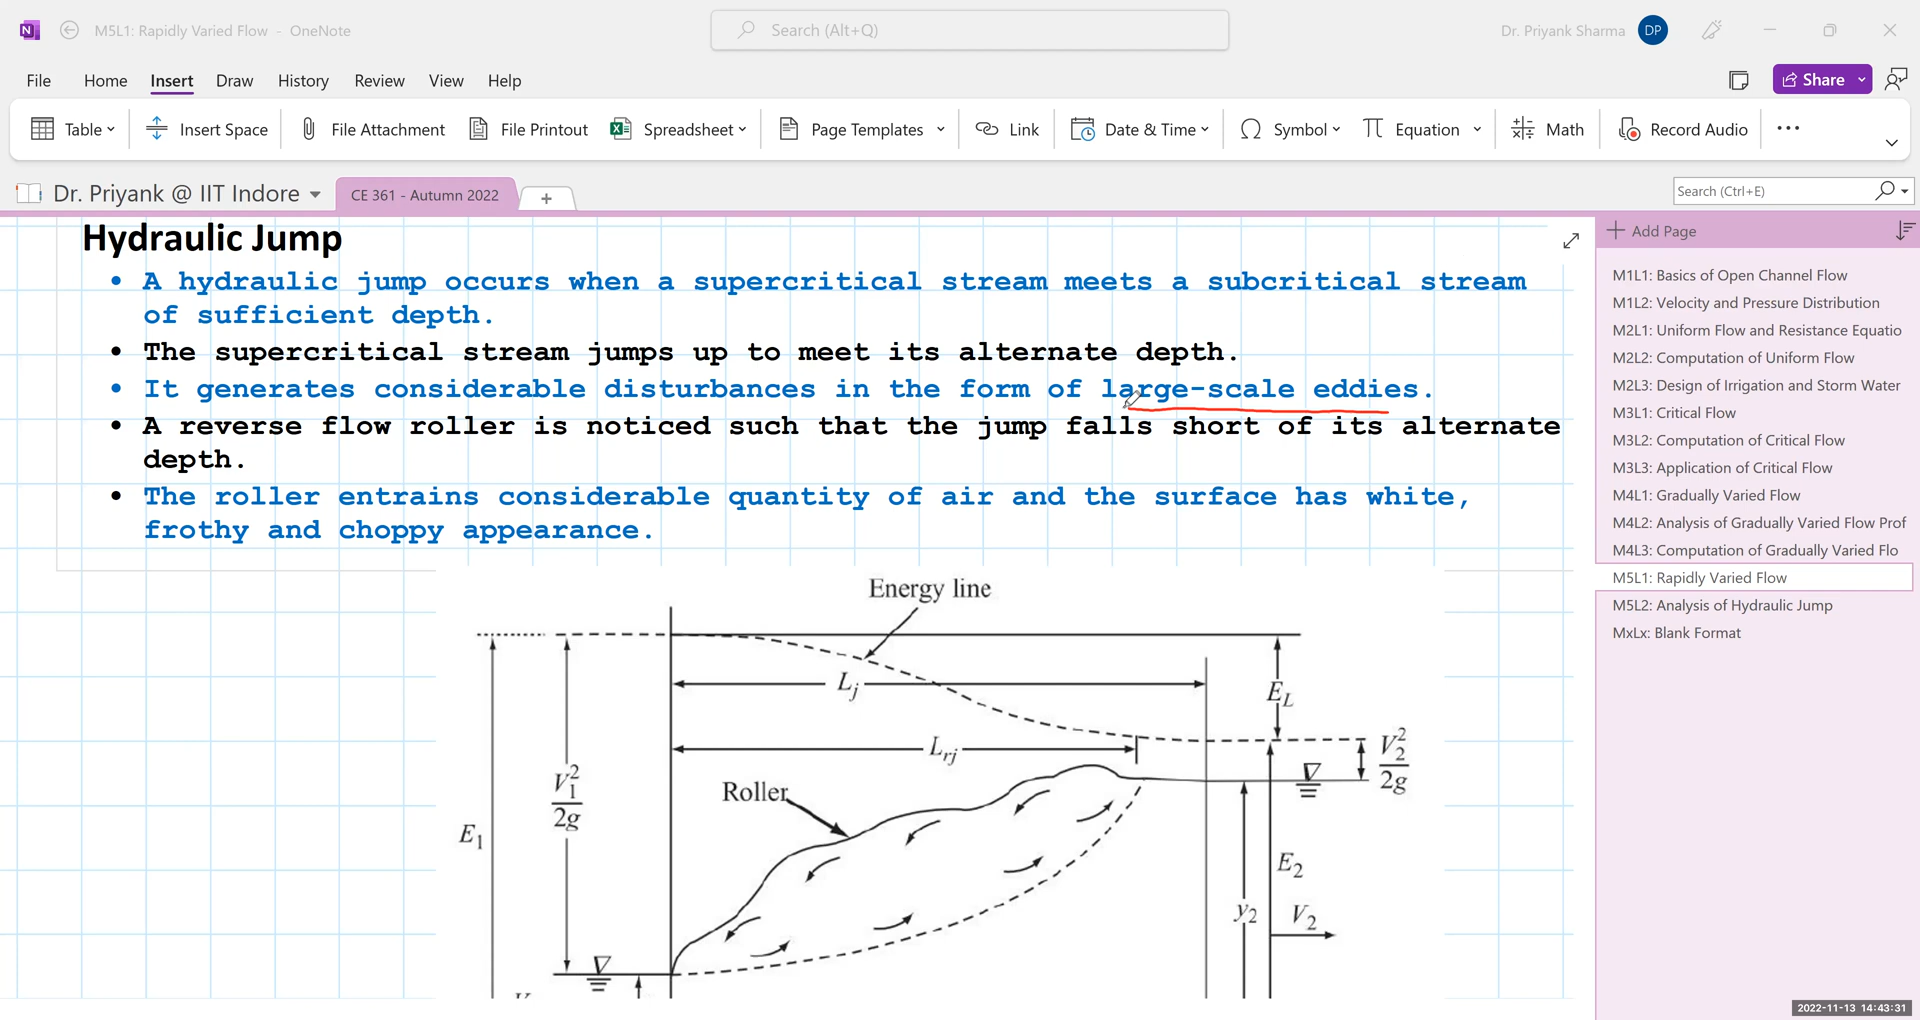 M5L1: Rapidly Varied Flow - OneNote
Search (Alt+Q)
Dr. Priyank Sharma
DP
File Home Insert Draw History Review View Help
Share
Table Insert Space File Attachment File Printout Spreadsheet Page Templates Link Date & Time Symbol Equation Math Record Audio
Dr. Priyank @ IIT Indore
CE 361 - Autumn 2022
Search (Ctrl+E)
Add Page
M1L1: Basics of Open Channel Flow
M1L2: Velocity and Pressure Distribution
M2L1: Uniform Flow and Resistance Equatio
M2L2: Computation of Uniform Flow
M2L3: Design of Irrigation and Storm Water
M3L1: Critical Flow
M3L2: Computation of Critical Flow
M3L3: Application of Critical Flow
M4L1: Gradually Varied Flow
M4L2: Analysis of Gradually Varied Flow Prof
M4L3: Computation of Gradually Varied Flo
M5L1: Rapidly Varied Flow
M5L2: Analysis of Hydraulic Jump
MxLx: Blank Format
Hydraulic Jump
• A hydraulic jump occurs when a supercritical stream meets a subcritical stream
of sufficient depth.
• The supercritical stream jumps up to meet its alternate depth.
• It generates considerable disturbances in the form of large-scale eddies.
• A reverse flow roller is noticed such that the jump falls short of its alternate
depth.
• The roller entrains considerable quantity of air and the surface has white,
frothy and choppy appearance.
Energy line
Lj
EL
Lrj
V₂²/2g
V₁²/2g
Roller
E1
E2
y2
V2
2022-11-13 14:43:31